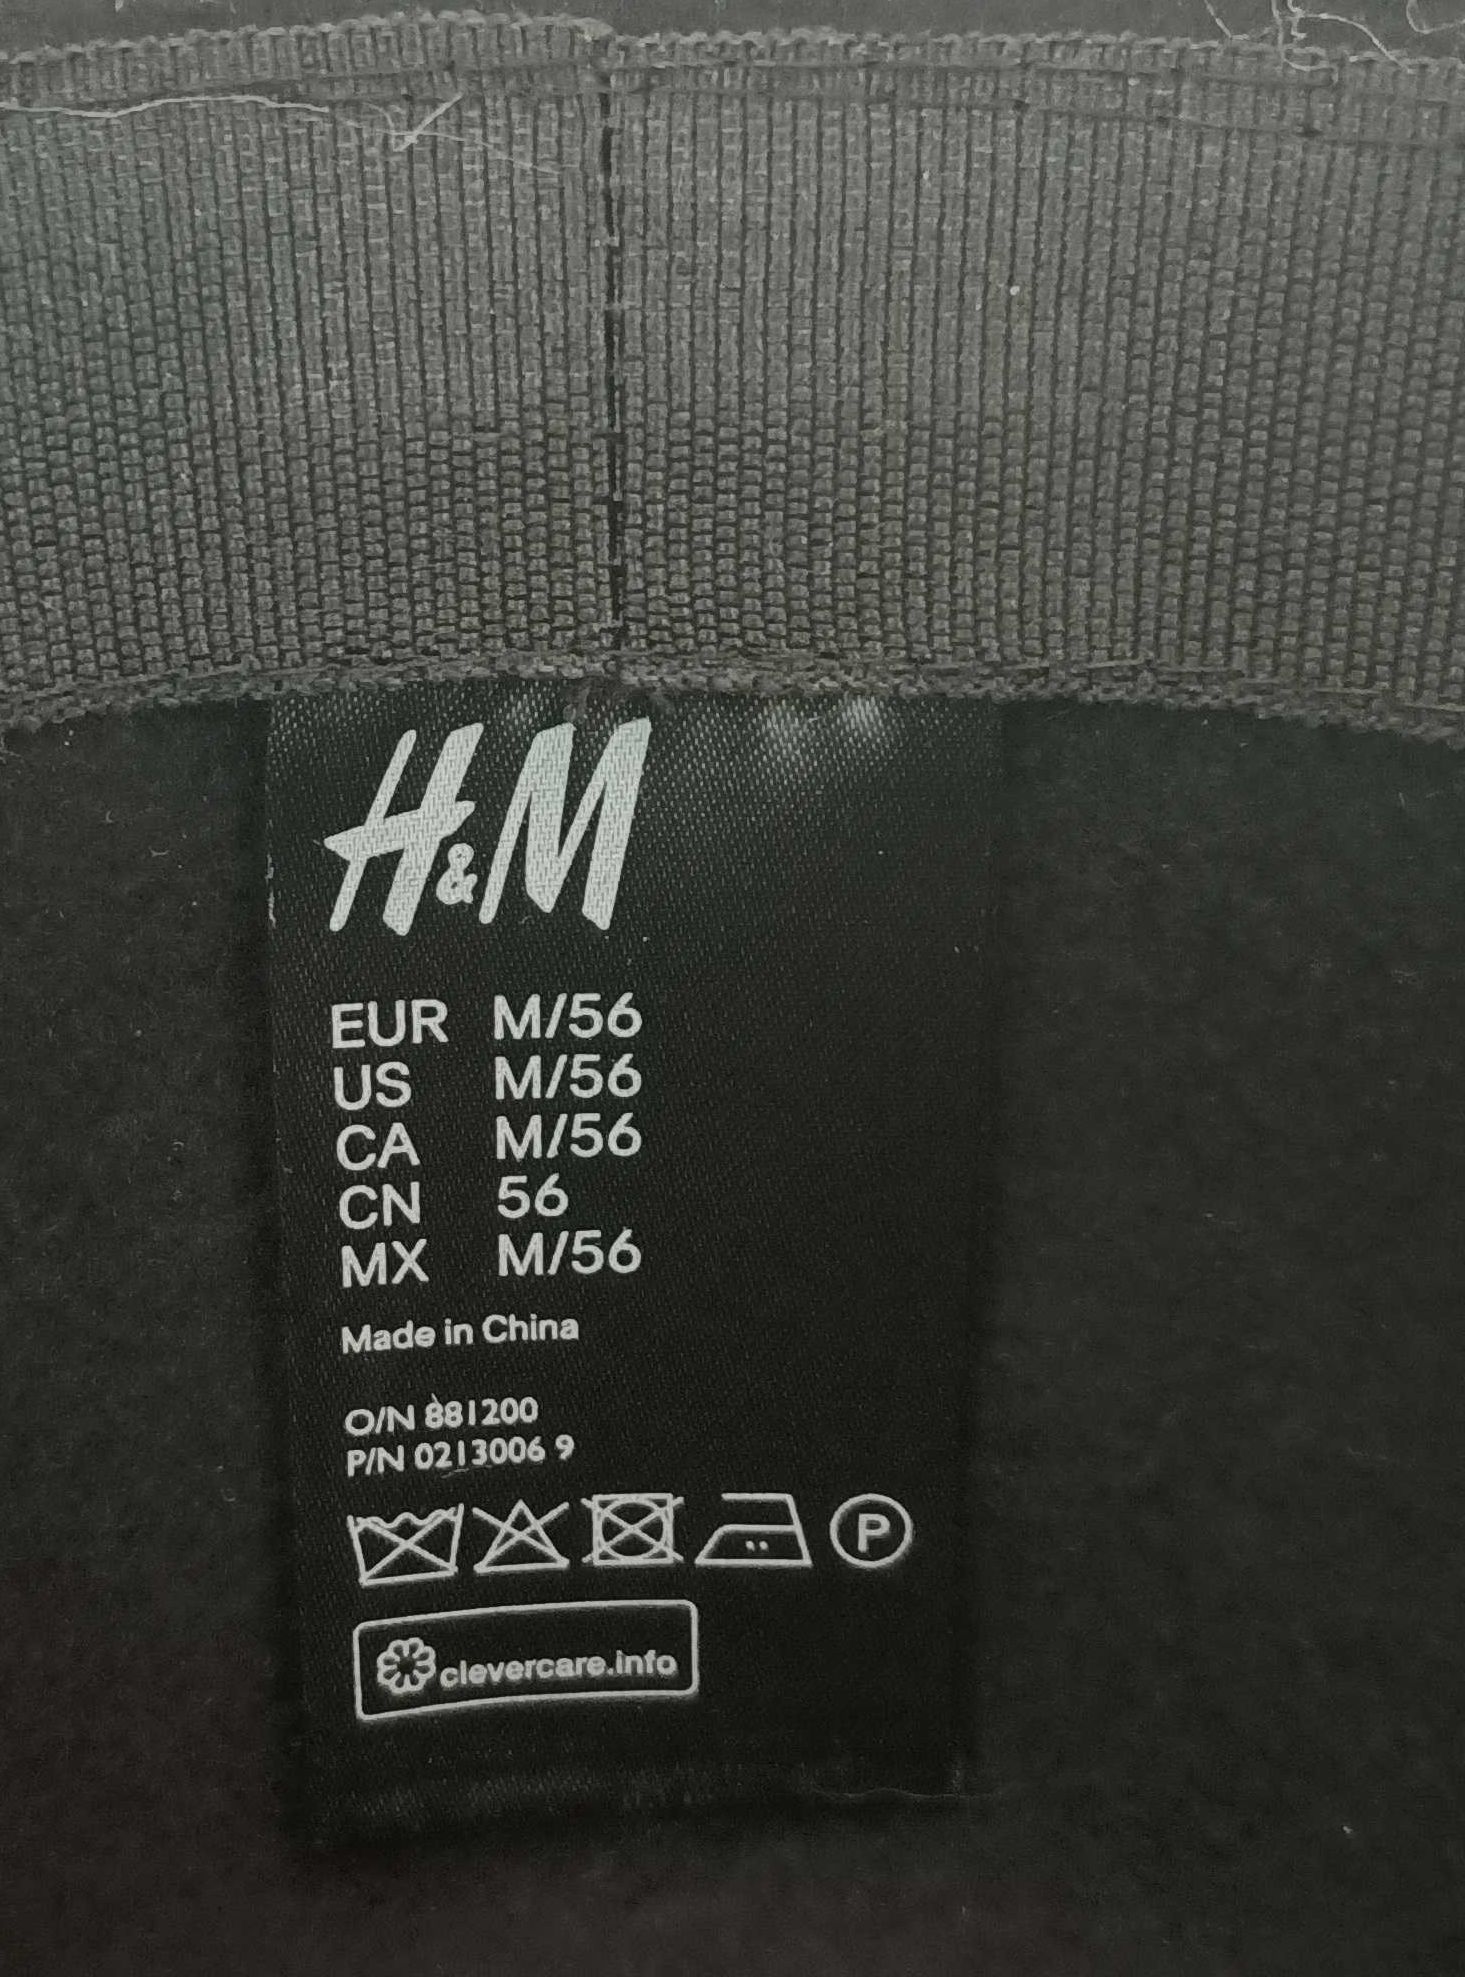 H&M
EUR M/56
US M/56
CA M/56
CN 56
MX M/56
Made in China
O/N 881200
P/N 0213006 9
P
clevercare.info